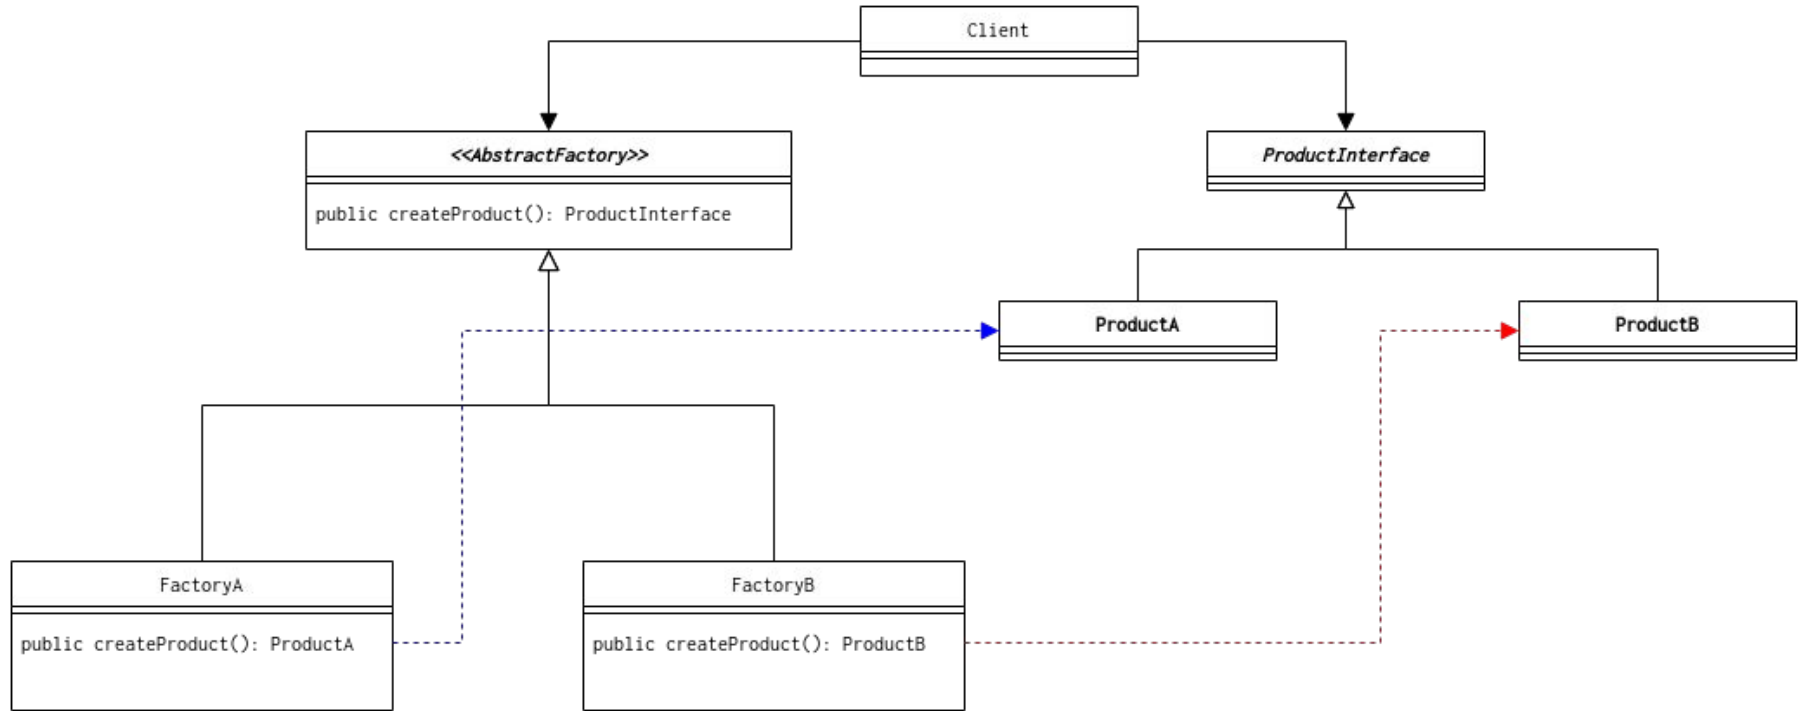 Client
<<AbstractFactory>>
public createProduct(): ProductInterface
ProductInterface
ProductA
ProductB
FactoryA
public createProduct(): ProductA
FactoryB
public createProduct(): ProductB